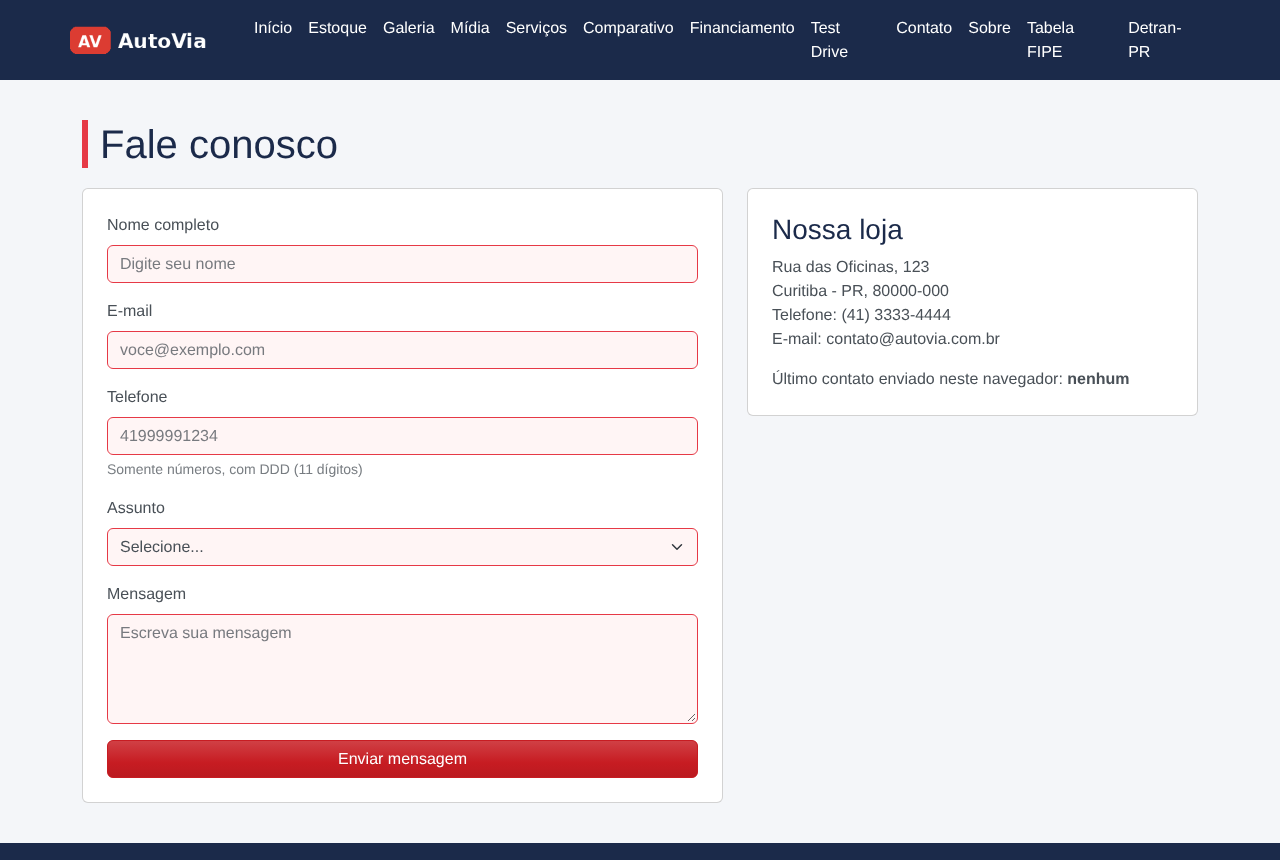 AV AutoVia
Início Estoque Galeria Mídia Serviços Comparativo Financiamento Test Drive Contato Sobre Tabela FIPE Detran-PR
Fale conosco
Nome completo
Digite seu nome
E-mail
voce@exemplo.com
Telefone
41999991234
Somente números, com DDD (11 dígitos)
Assunto
Selecione...
Mensagem
Escreva sua mensagem
Enviar mensagem
Nossa loja
Rua das Oficinas, 123
Curitiba - PR, 80000-000
Telefone: (41) 3333-4444
E-mail: contato@autovia.com.br
Último contato enviado neste navegador: nenhum